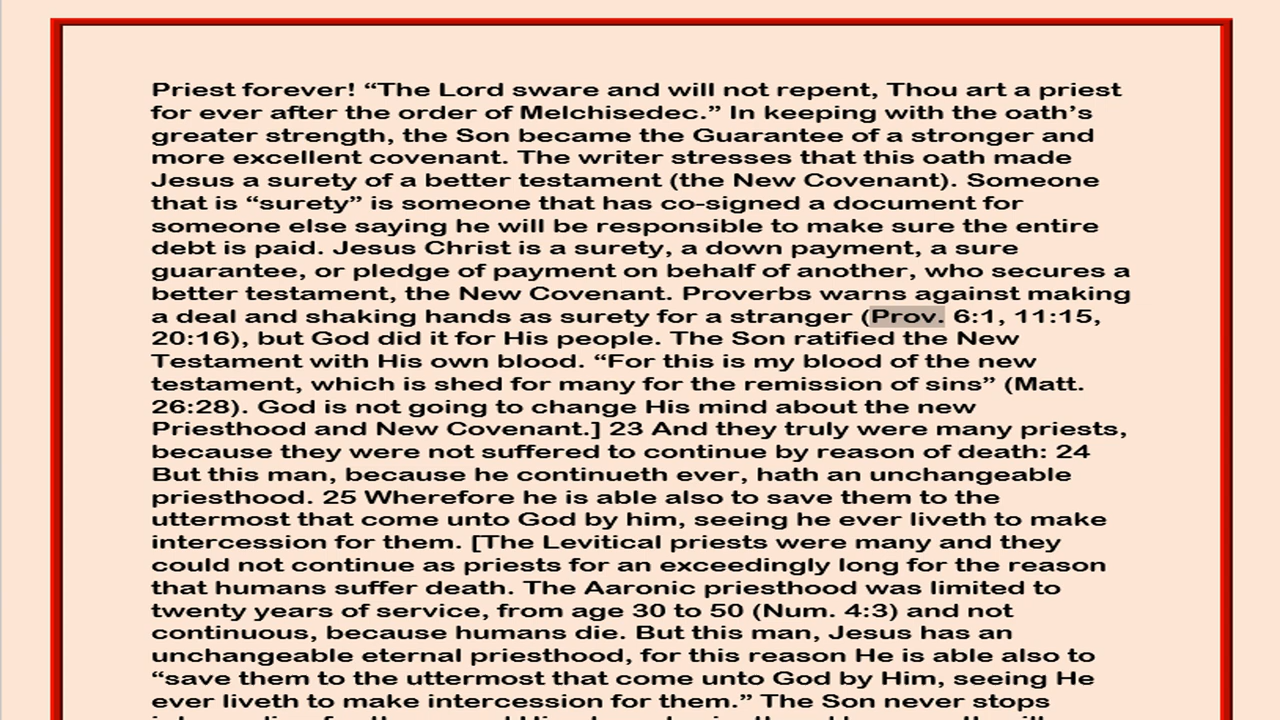 Priest forever! “The Lord sware and will not repent, Thou art a priest
for ever after the order of Melchisedec.” In keeping with the oath’s
greater strength, the Son became the Guarantee of a stronger and
more excellent covenant. The writer stresses that this oath made
Jesus a surety of a better testament (the New Covenant). Someone
that is “surety” is someone that has co-signed a document for
someone else saying he will be responsible to make sure the entire
debt is paid. Jesus Christ is a surety, a down payment, a sure
guarantee, or pledge of payment on behalf of another, who secures a
better testament, the New Covenant. Proverbs warns against making
a deal and shaking hands as surety for a stranger (Prov. 6:1, 11:15,
20:16), but God did it for His people. The Son ratified the New
Testament with His own blood. “For this is my blood of the new
testament, which is shed for many for the remission of sins” (Matt.
26:28). God is not going to change His mind about the new
Priesthood and New Covenant.] 23 And they truly were many priests,
because they were not suffered to continue by reason of death: 24
But this man, because he continueth ever, hath an unchangeable
priesthood. 25 Wherefore he is able also to save them to the
uttermost that come unto God by him, seeing he ever liveth to make
intercession for them. [The Levitical priests were many and they
could not continue as priests for an exceedingly long for the reason
that humans suffer death. The Aaronic priesthood was limited to
twenty years of service, from age 30 to 50 (Num. 4:3) and not
continuous, because humans die. But this man, Jesus has an
unchangeable eternal priesthood, for this reason He is able also to
“save them to the uttermost that come unto God by Him, seeing He
ever liveth to make intercession for them.” The Son never stops